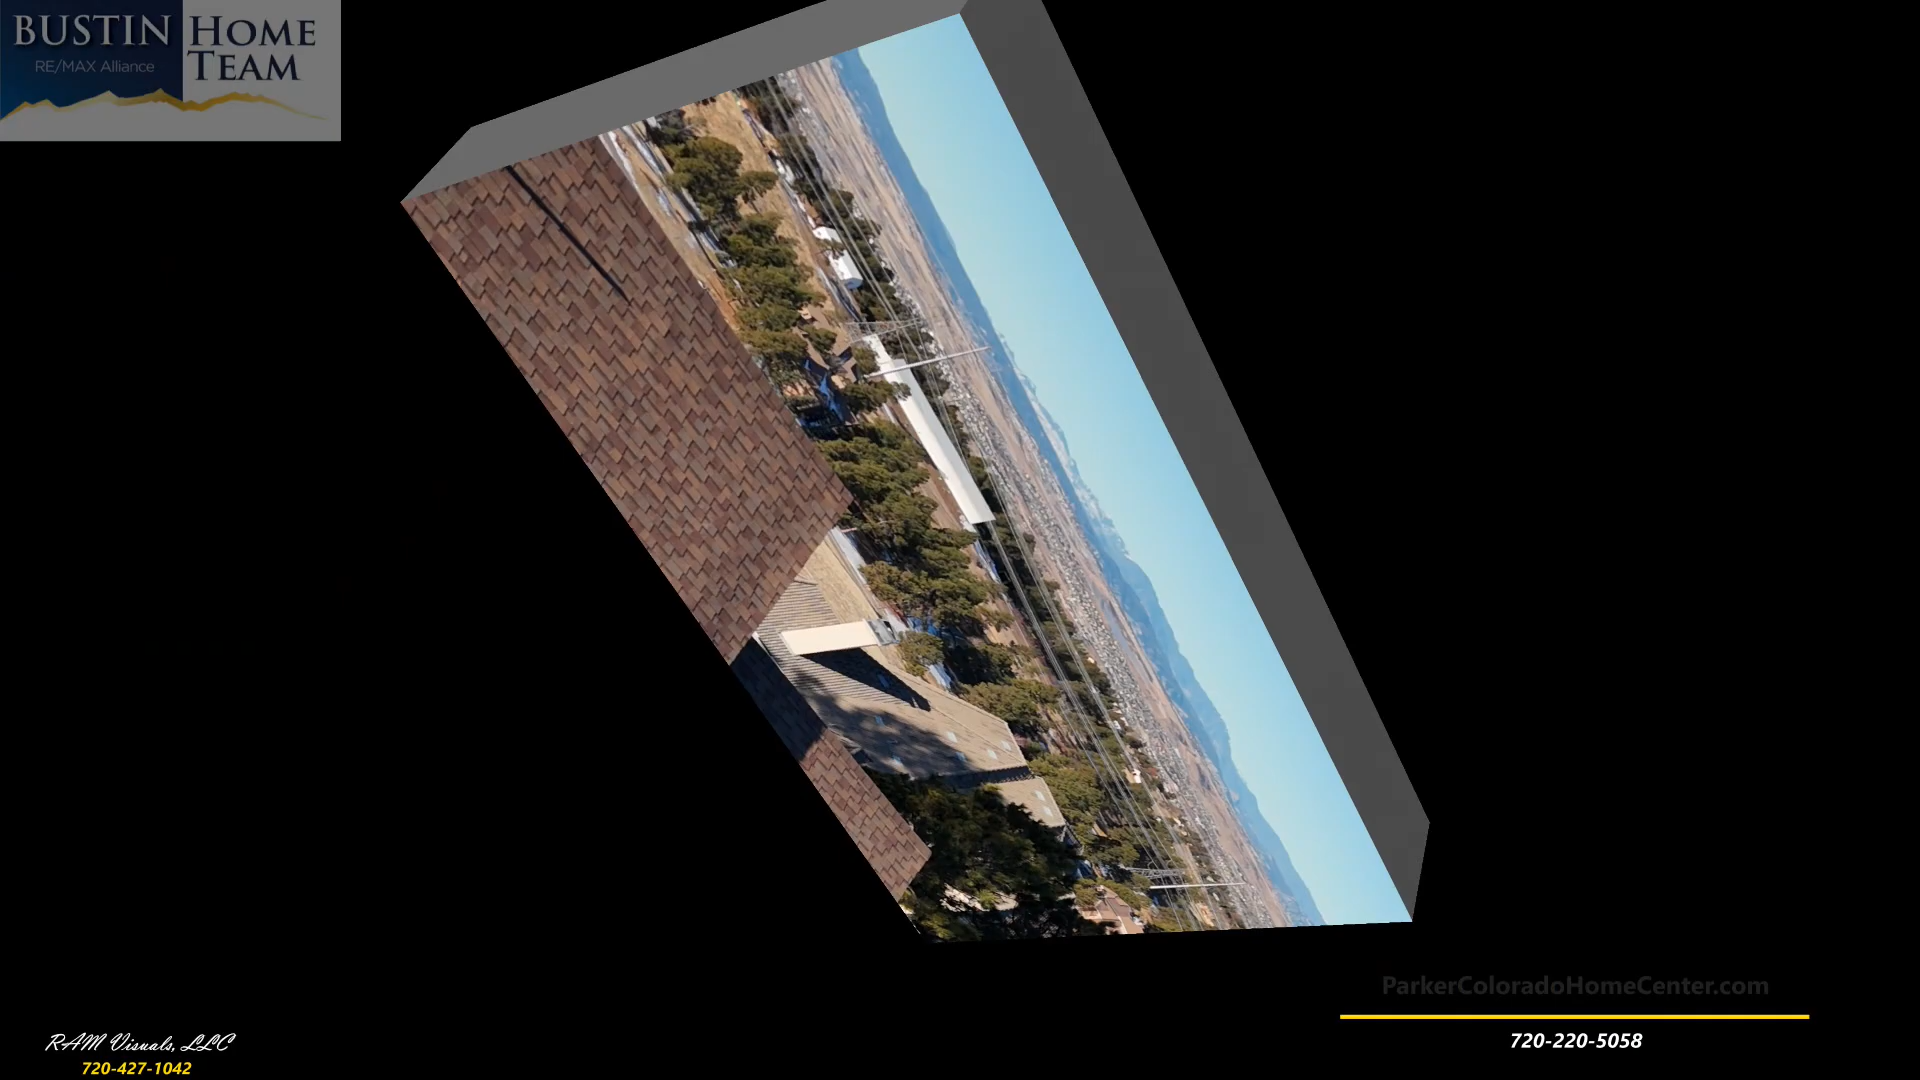 BUSTIN HOME
TEAM
RE/MAX Alliance
ParkerColoradoHomeCenter.com
720-220-5058
RAM Visuals, LLC
720-427-1042